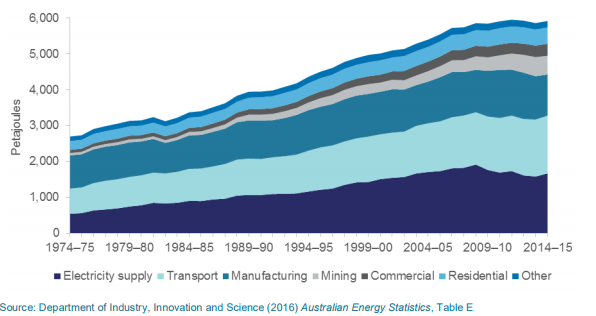 6,000
5,000
4,000
3,000
2,000
1,000
0
Petajoules
1974–75 1979–80 1984–85 1989–90 1994–95 1999–00 2004–05 2009–10 2014–15
Electricity supply Transport Manufacturing Mining Commercial Residential Other
Source: Department of Industry, Innovation and Science (2016) Australian Energy Statistics, Table E